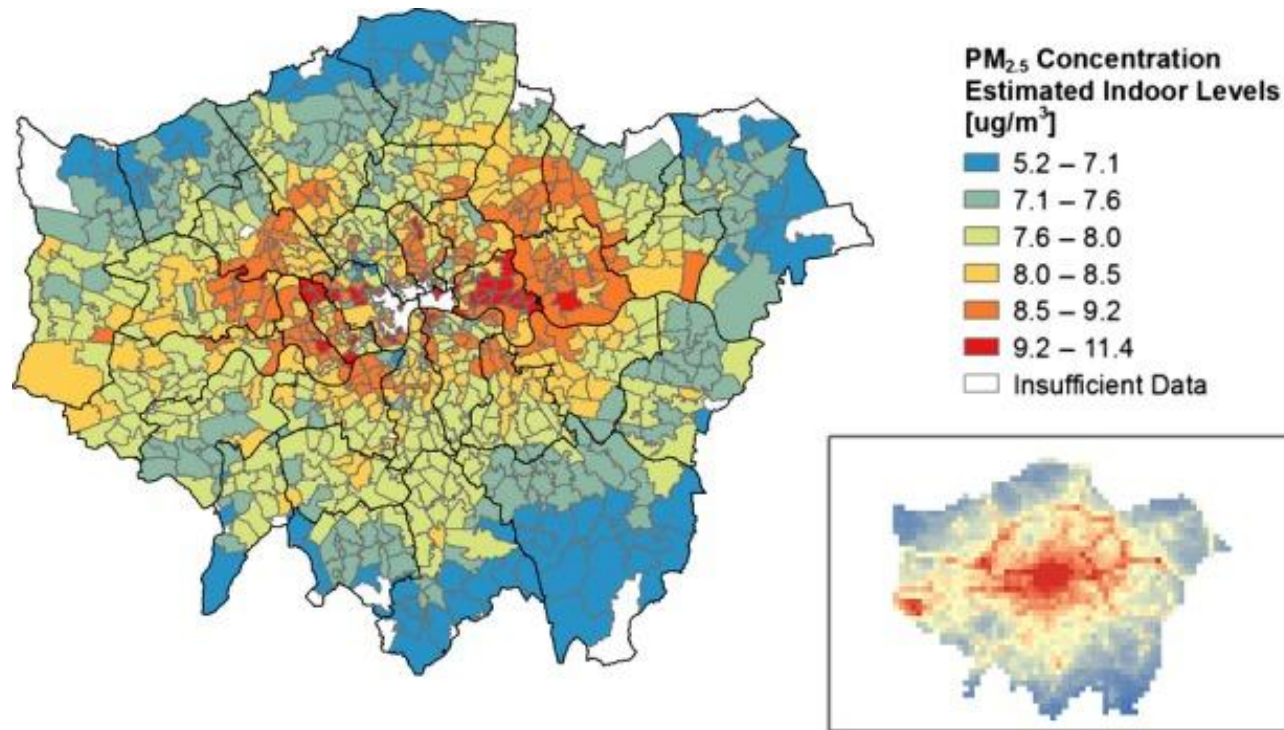 PM2.5 Concentration
Estimated Indoor Levels
[ug/m³]
5.2 – 7.1
7.1 – 7.6
7.6 – 8.0
8.0 – 8.5
8.5 – 9.2
9.2 – 11.4
Insufficient Data